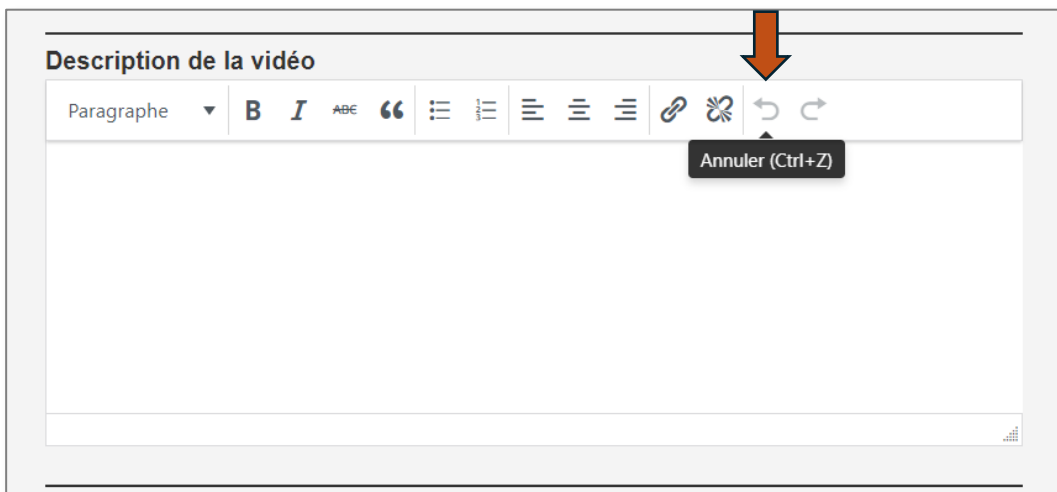 Description de la vidéo
Paragraphe B I ABC
Annuler (Ctrl+Z)